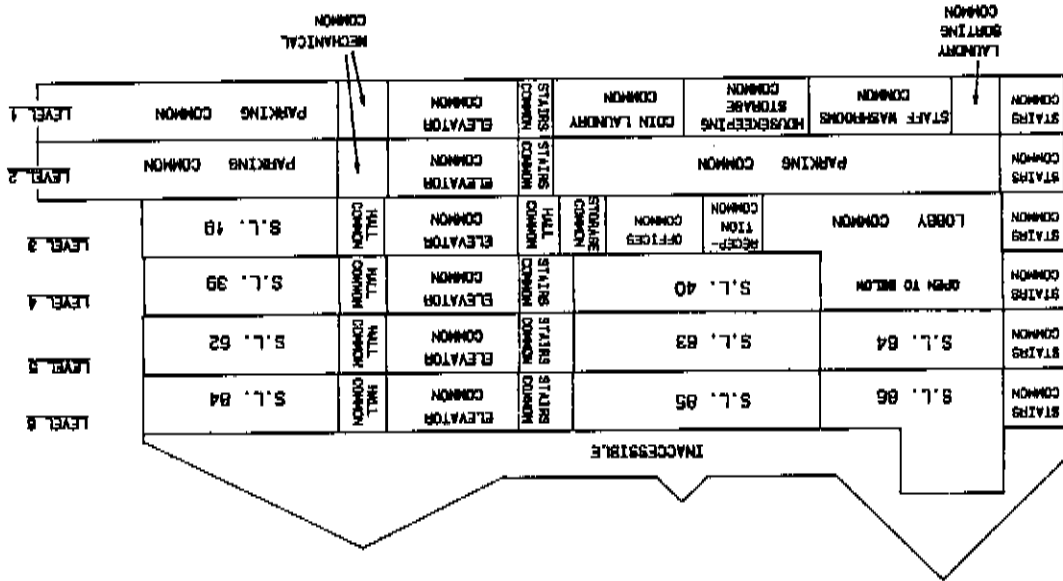 INACCESSIBLE
STAIRS
COMMON
S.L. 86
S.L. 85
STAIRS
COMMON
ELEVATOR
COMMON
HALL
COMMON
S.L. 84
LEVEL 6
STAIRS
COMMON
S.L. 64
S.L. 63
STAIRS
COMMON
ELEVATOR
COMMON
HALL
COMMON
S.L. 62
LEVEL 5
STAIRS
COMMON
OPEN TO BELOW
S.L. 40
STAIRS
COMMON
ELEVATOR
COMMON
HALL
COMMON
S.L. 39
LEVEL 4
STAIRS
COMMON
LOBBY COMMON
RECEP-
TION
COMMON
OFFICES
COMMON
STORAGE
COMMON
HALL
COMMON
ELEVATOR
COMMON
HALL
COMMON
S.L. 19
LEVEL 3
STAIRS
COMMON
PARKING COMMON
STAIRS
COMMON
ELEVATOR
COMMON
PARKING COMMON
LEVEL 2
STAIRS
COMMON
STAFF WASHROOMS
COMMON
HOUSEKEEPING
STORAGE
COMMON
COIN LAUNDRY
COMMON
STAIRS
COMMON
ELEVATOR
COMMON
PARKING COMMON
LEVEL 1
LAUNDRY
SORTING
COMMON
MECHANICAL
COMMON